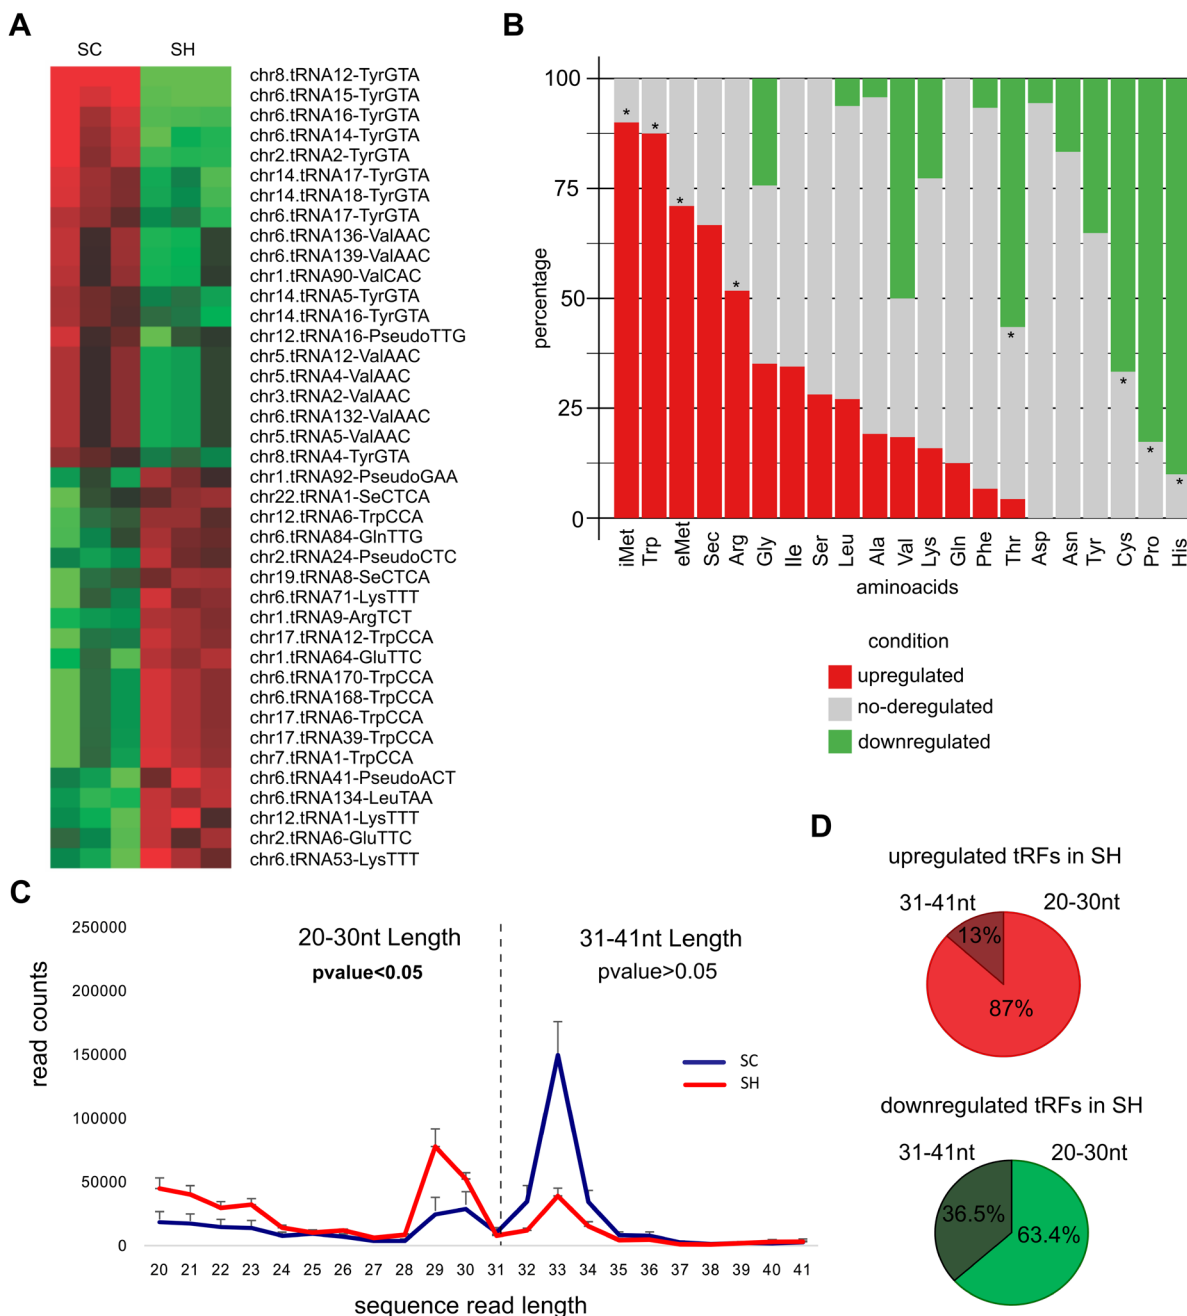 A
SC SH
chr8.tRNA12-TyrGTA
chr6.tRNA15-TyrGTA
chr6.tRNA16-TyrGTA
chr6.tRNA14-TyrGTA
chr2.tRNA2-TyrGTA
chr14.tRNA17-TyrGTA
chr14.tRNA18-TyrGTA
chr6.tRNA17-TyrGTA
chr6.tRNA136-ValAAC
chr6.tRNA139-ValAAC
chr1.tRNA90-ValCAC
chr14.tRNA5-TyrGTA
chr14.tRNA16-TyrGTA
chr12.tRNA16-PseudoTTG
chr5.tRNA12-ValAAC
chr5.tRNA4-ValAAC
chr3.tRNA2-ValAAC
chr6.tRNA132-ValAAC
chr5.tRNA5-ValAAC
chr8.tRNA4-TyrGTA
chr1.tRNA92-PseudoGAA
chr22.tRNA1-SeCTCA
chr12.tRNA6-TrpCCA
chr6.tRNA84-GlnTTG
chr2.tRNA24-PseudoCTC
chr19.tRNA8-SeCTCA
chr6.tRNA71-LysTTT
chr1.tRNA9-ArgTCT
chr17.tRNA12-TrpCCA
chr1.tRNA64-GluTTC
chr6.tRNA170-TrpCCA
chr6.tRNA168-TrpCCA
chr17.tRNA6-TrpCCA
chr17.tRNA39-TrpCCA
chr7.tRNA1-TrpCCA
chr6.tRNA41-PseudoACT
chr6.tRNA134-LeuTAA
chr12.tRNA1-LysTTT
chr2.tRNA6-GluTTC
chr6.tRNA53-LysTTT
B
percentage
100
75
50
25
0
* * * * * * * *
iMet Trp eMet Sec Arg Gly Ile Ser Leu Ala Val Lys Gln Phe Thr Asp Asn Tyr Cys Pro His
aminoacids
condition
upregulated
no-deregulated
downregulated
C
read counts
250000
200000
150000
100000
50000
0
20-30nt Length
pvalue<0.05
31-41nt Length
pvalue>0.05
SC
SH
20 21 22 23 24 25 26 27 28 29 30 31 32 33 34 35 36 37 38 39 40 41
sequence read length
D
upregulated tRFs in SH
31-41nt 20-30nt
13%
87%
downregulated tRFs in SH
31-41nt 20-30nt
36.5%
63.4%